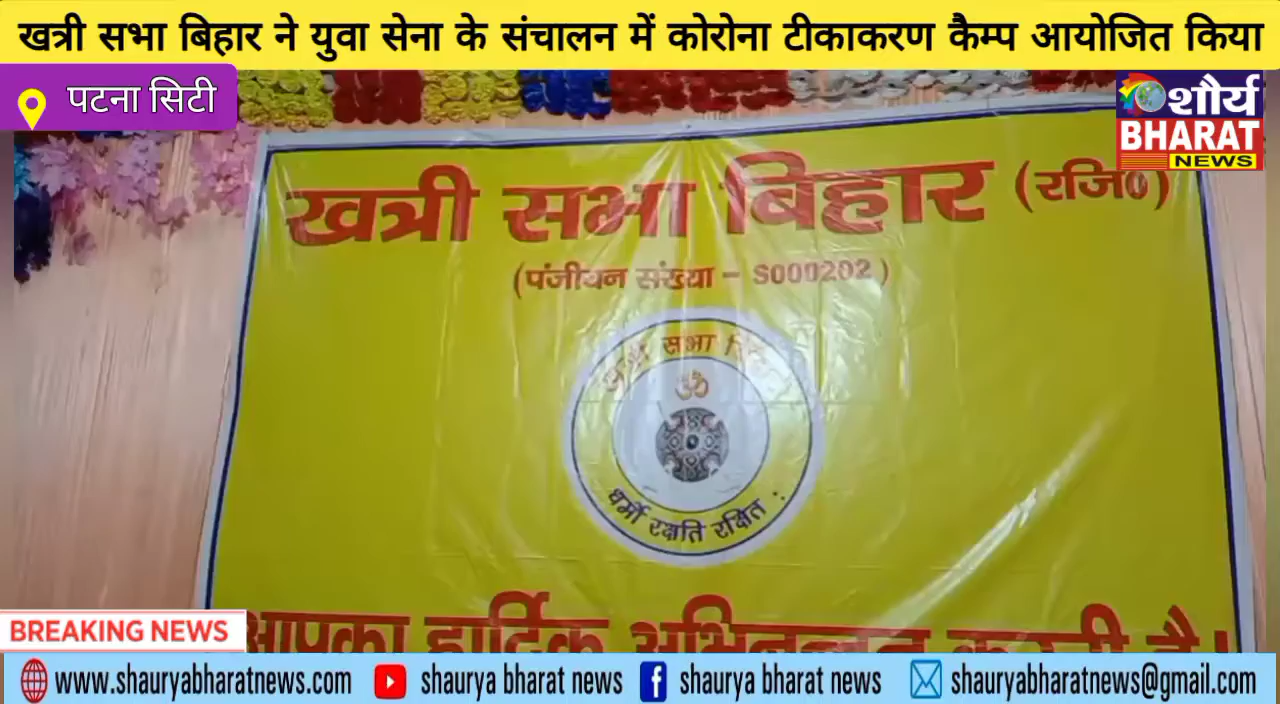 खत्री सभा बिहार ने युवा सेना के संचालन में कोरोना टीकाकरण कैम्प आयोजित किया
पटना सिटी
शौर्य
BHARAT
NEWS
खत्री सभा बिहार (रजि०)
(पंजीयन संख्या - S000202)
सभा
ॐ
धर्मो रक्षति रक्षित :
आपका हार्दिक अभिनन्दन करती है।
BREAKING NEWS
www.shauryabharatnews.com shaurya bharat news shaurya bharat news shauryabharatnews@gmail.com